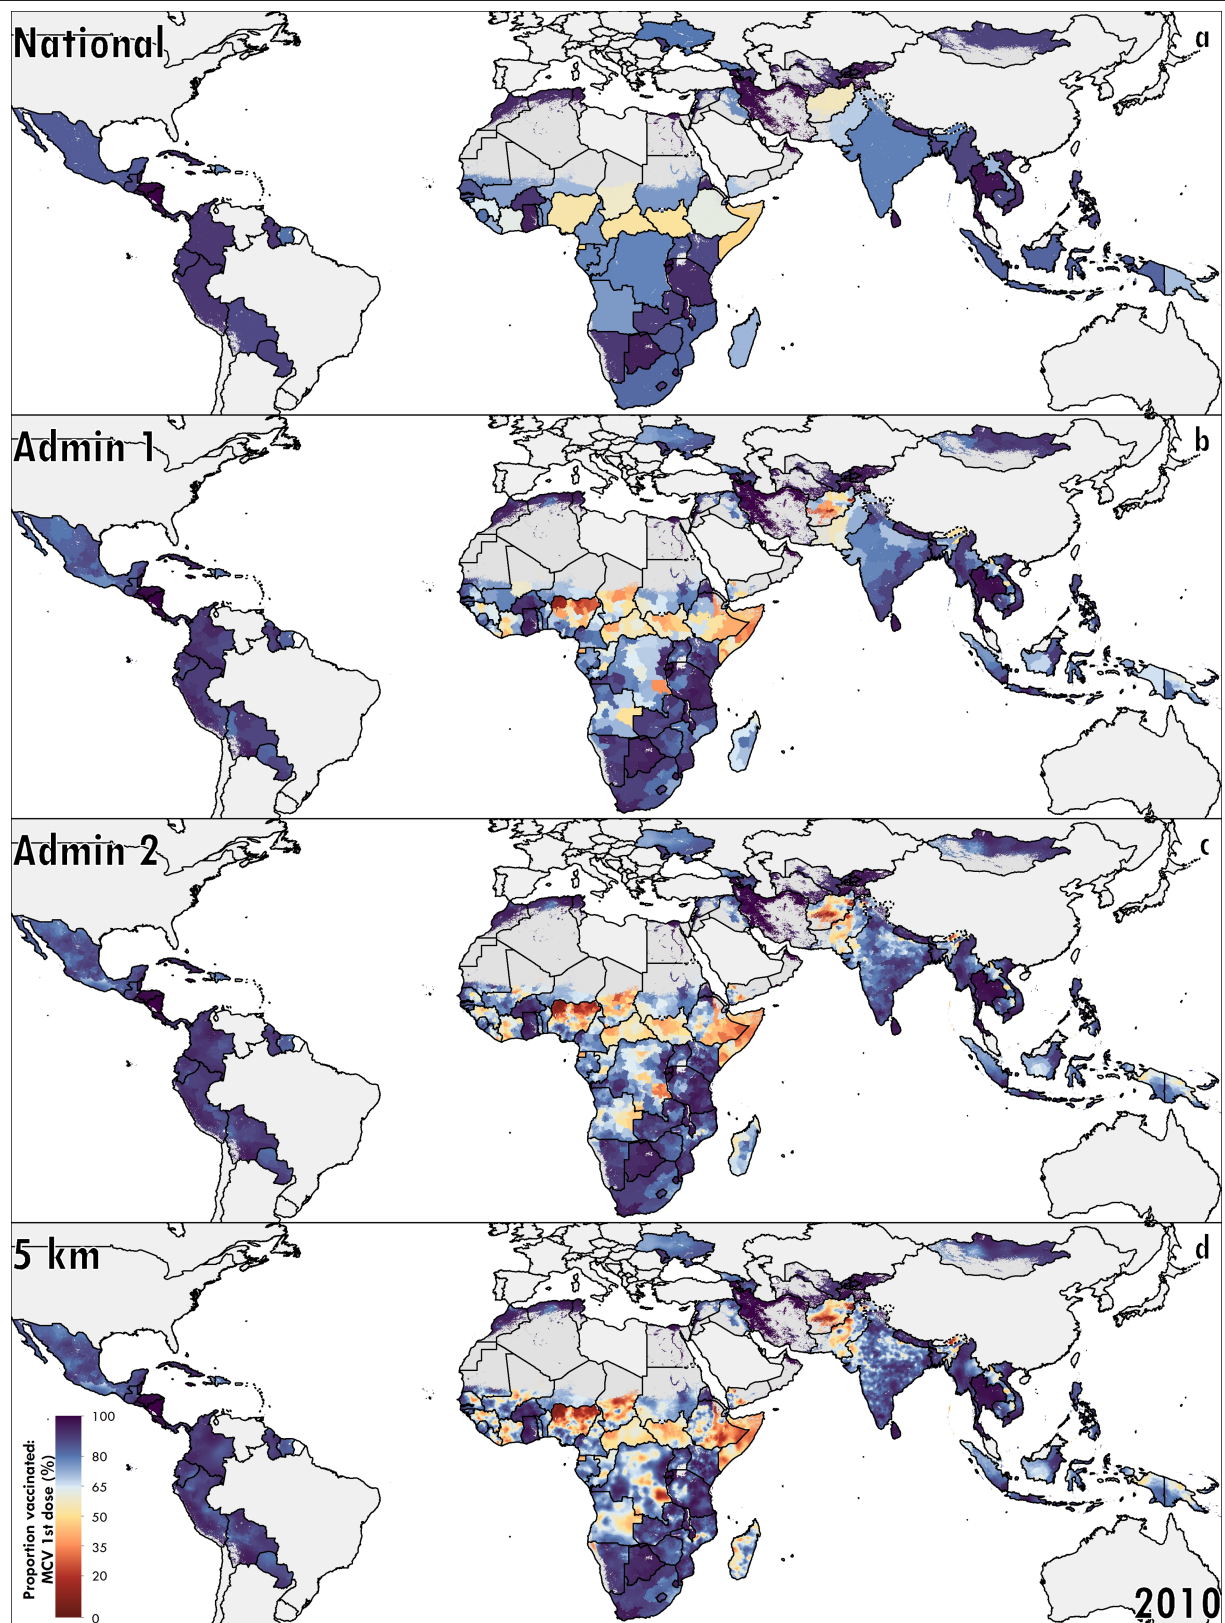 National
a
Admin 1
b
Admin 2
c
5 km
d
Proportion vaccinated:
MCV 1st dose (%)
100
80
65
50
35
20
0
2010